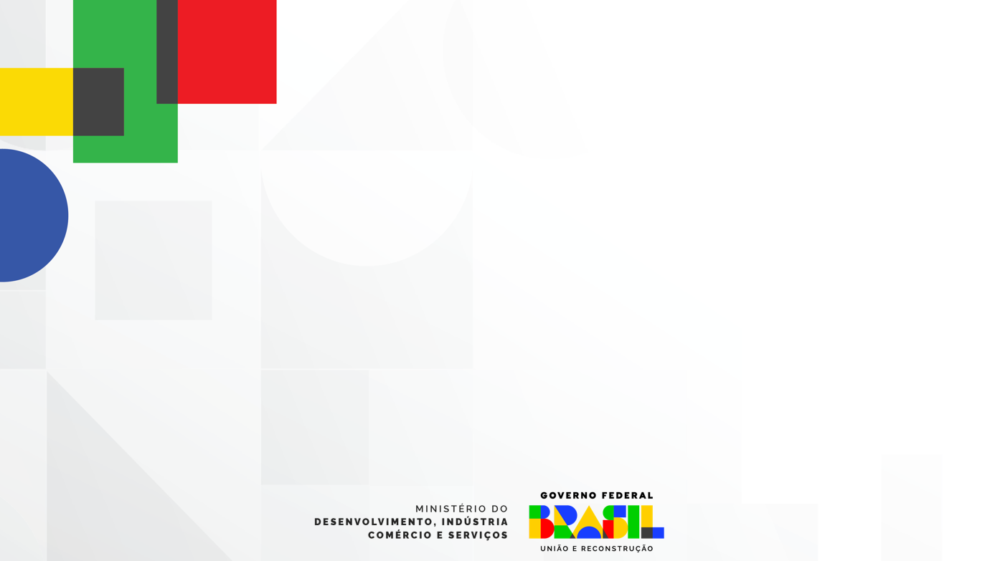 MINISTÉRIO DO
DESENVOLVIMENTO, INDÚSTRIA
COMÉRCIO E SERVIÇOS
GOVERNO FEDERAL
BRASIL
UNIÃO E RECONSTRUÇÃO